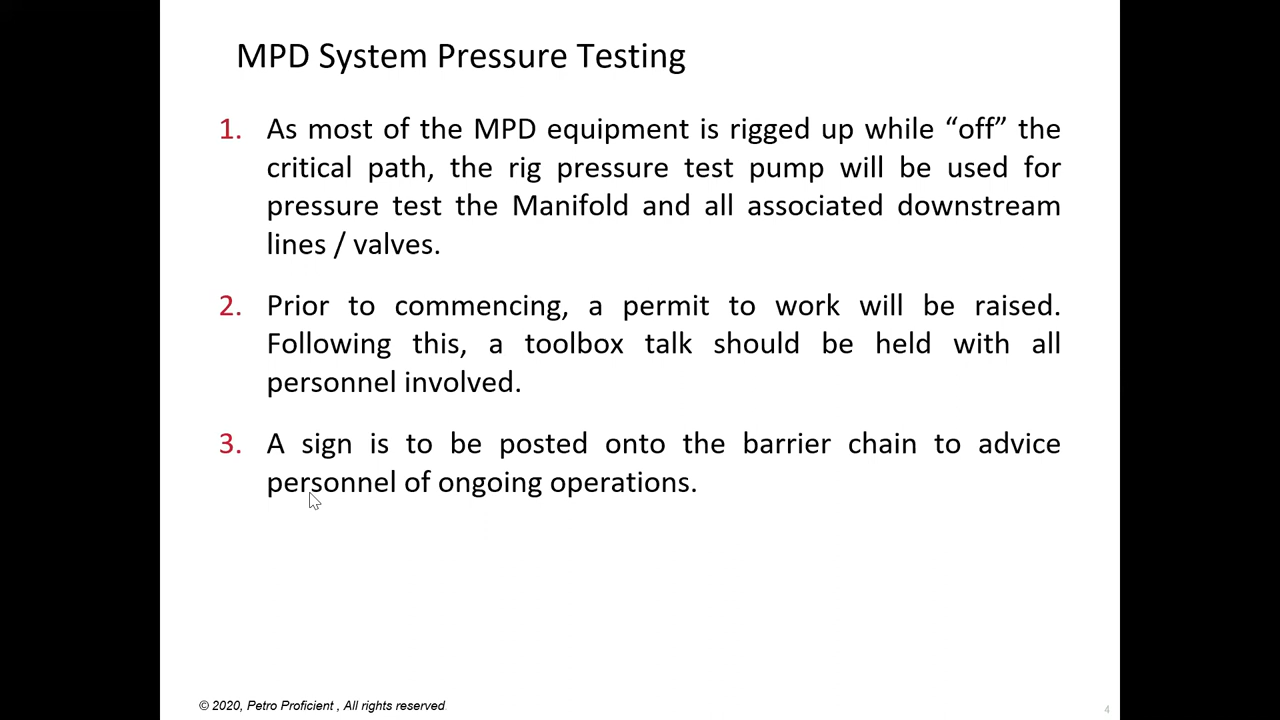 MPD System Pressure Testing
1. As most of the MPD equipment is rigged up while “off” the
critical path, the rig pressure test pump will be used for
pressure test the Manifold and all associated downstream
lines / valves.
2. Prior to commencing, a permit to work will be raised.
Following this, a toolbox talk should be held with all
personnel involved.
3. A sign is to be posted onto the barrier chain to advice
personnel of ongoing operations.
© 2020, Petro Proficient , All rights reserved
4